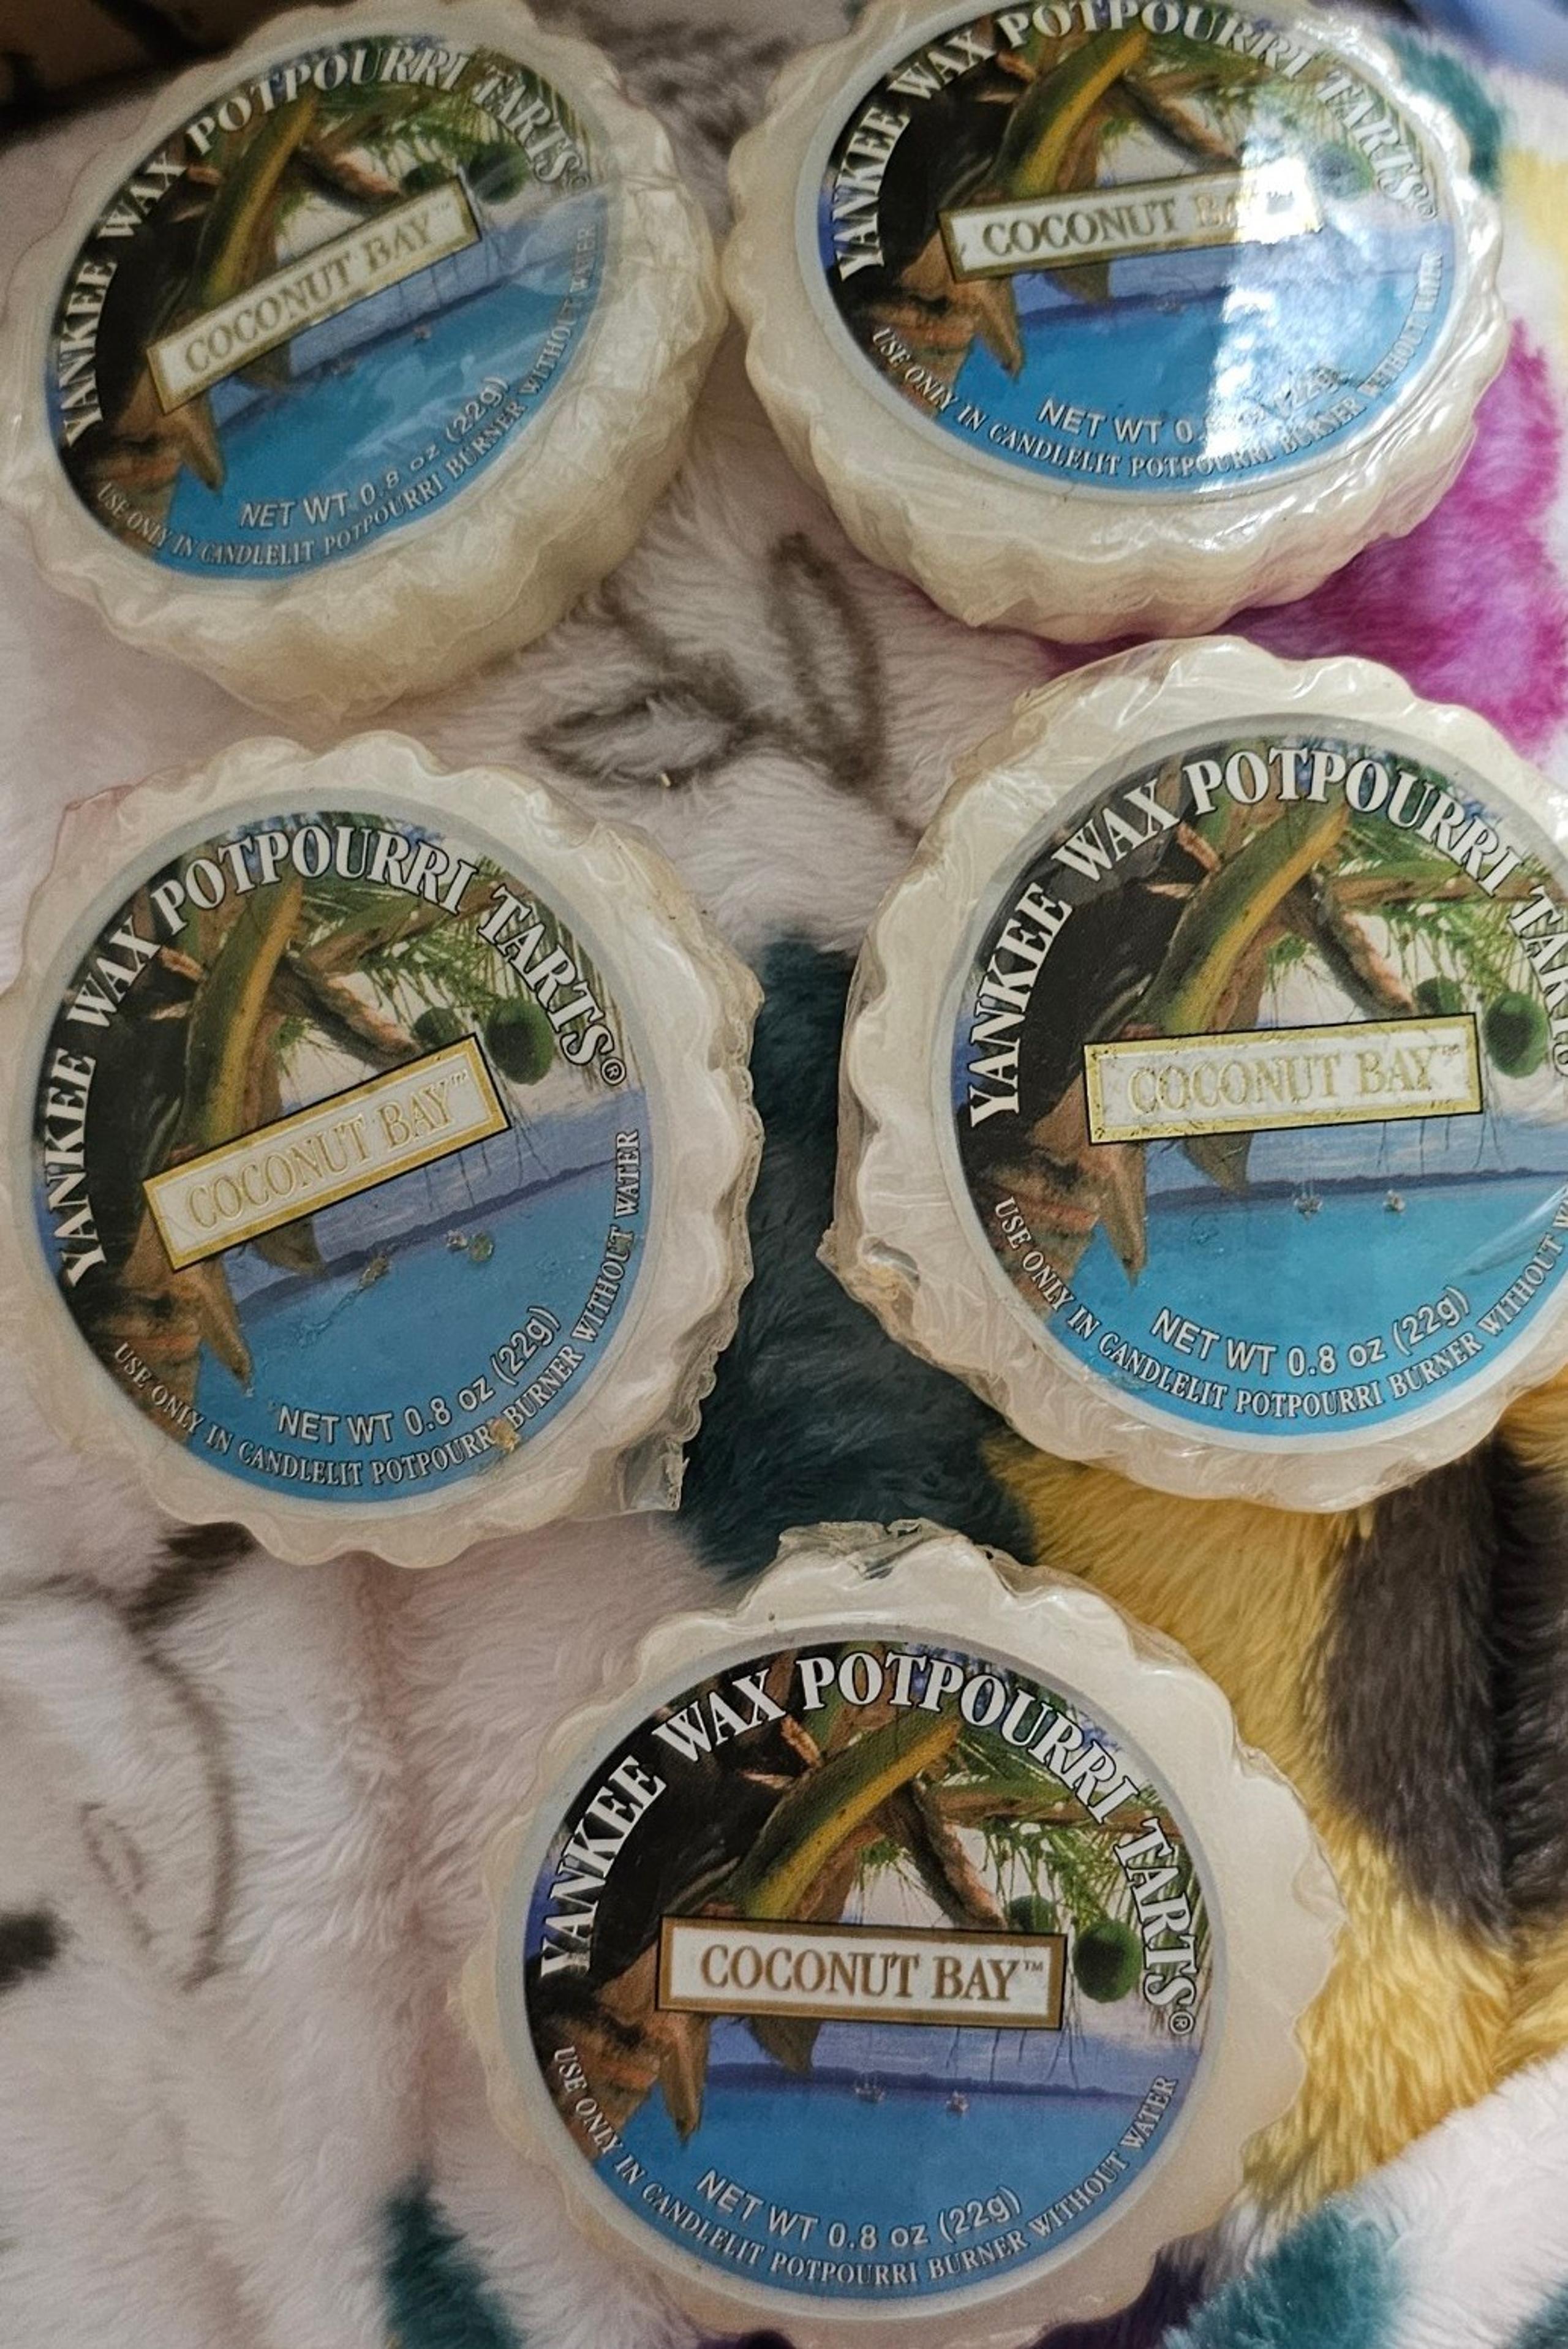 YANKEE WAX POTPOURRI TARTS®
COCONUT BAY™
NET WT 0.8 oz (22g)
USE ONLY IN CANDLELIT POTPOURRI BURNER WITHOUT WATER
YANKEE WAX POTPOURRI TARTS®
COCONUT
NET WT
USE ONLY IN CANDLELIT POTPOURRI BURNER WITHOUT WATER
YANKEE WAX POTPOURRI TARTS®
COCONUT BAY™
NET WT 0.8 oz (22g)
USE ONLY IN CANDLELIT POTPOURRI BURNER WITHOUT WATER
YANKEE WAX POTPOURRI
COCONUT BAY™
NET WT 0.8 oz (22g)
USE ONLY IN CANDLELIT POTPOURRI BURNER WITHOUT
YANKEE WAX POTPOURRI TARTS®
COCONUT BAY™
NET WT 0.8 oz (22g)
USE ONLY IN CANDLELIT POTPOURRI BURNER WITHOUT WATER